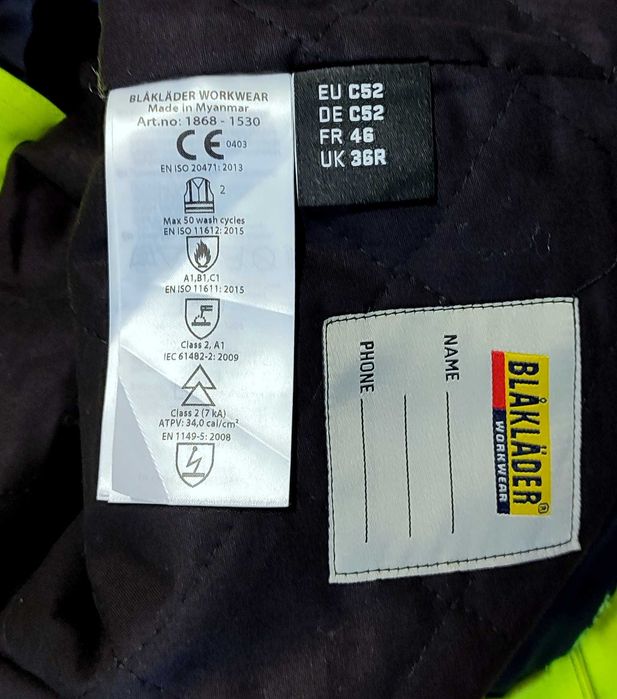 BLÅKLÄDER WORKWEAR
Made in Myanmar
Art.no: 1868 - 1530
CE 0403
EN ISO 20471: 2013
2
Max 50 wash cycles
EN ISO 11612: 2015
A1,B1,C1
EN ISO 11611: 2015
Class 2, A1
IEC 61482-2: 2009
Class 2 (7 kA)
ATPV: 34,0 cal/cm²
EN 1149-5: 2008
EU C52
DE C52
FR 46
UK 36R
BLÅKLÄDER®
WORKWEAR
NAME
PHONE